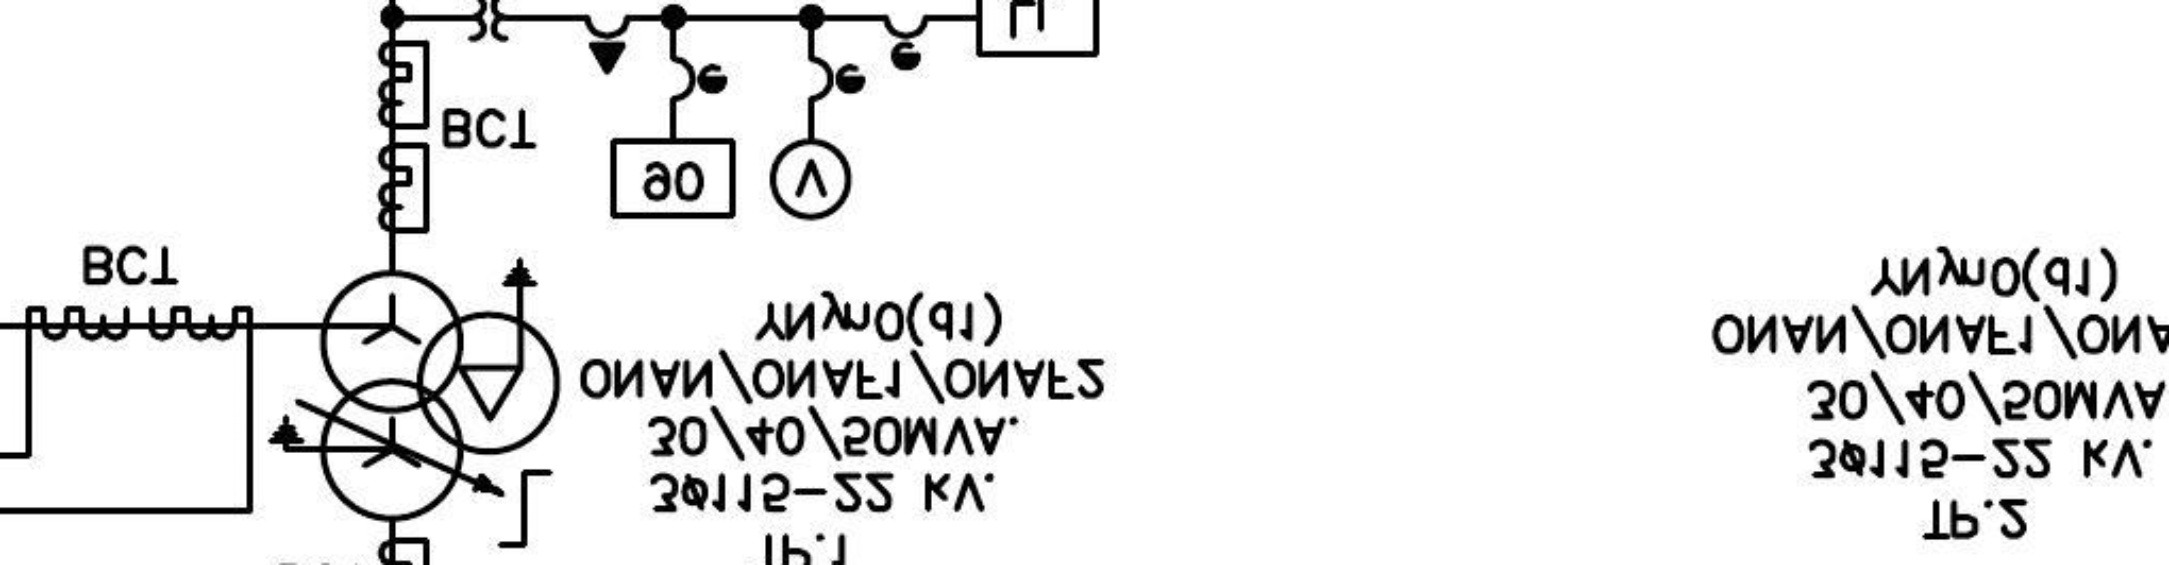 TP.1
3ø115-22 kV.
30/40/50MVA.
ONAN/ONAF1/ONAF2
YNyn0(d1)
TP.2
3ø115-22 kV.
30/40/50MVA
ONAN/ONAF1/ONA
YNyn0(d1)
BCT
90
V
BCT